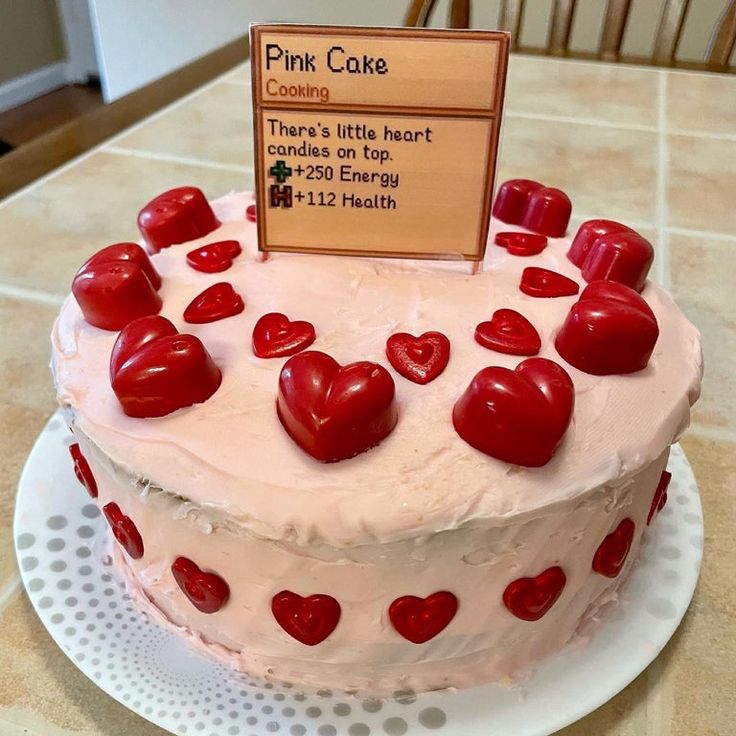 Pink Cake
Cooking
There's little heart
candies on top.
+250 Energy
+112 Health